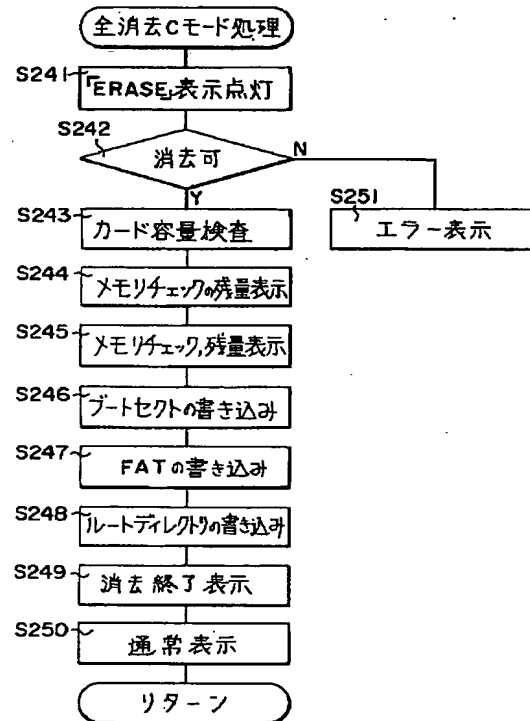 全消去Cモード処理
S241
「ERASE」表示点灯
S242
消去可
N
Y
S251
エラー表示
S243
カード容量検査
S244
メモリチェックの残量表示
S245
メモリチェック,残量表示
S246
ブートセクトの書き込み
S247
FATの書き込み
S248
ルートディレクトリの書き込み
S249
消去終了表示
S250
通常表示
リターン